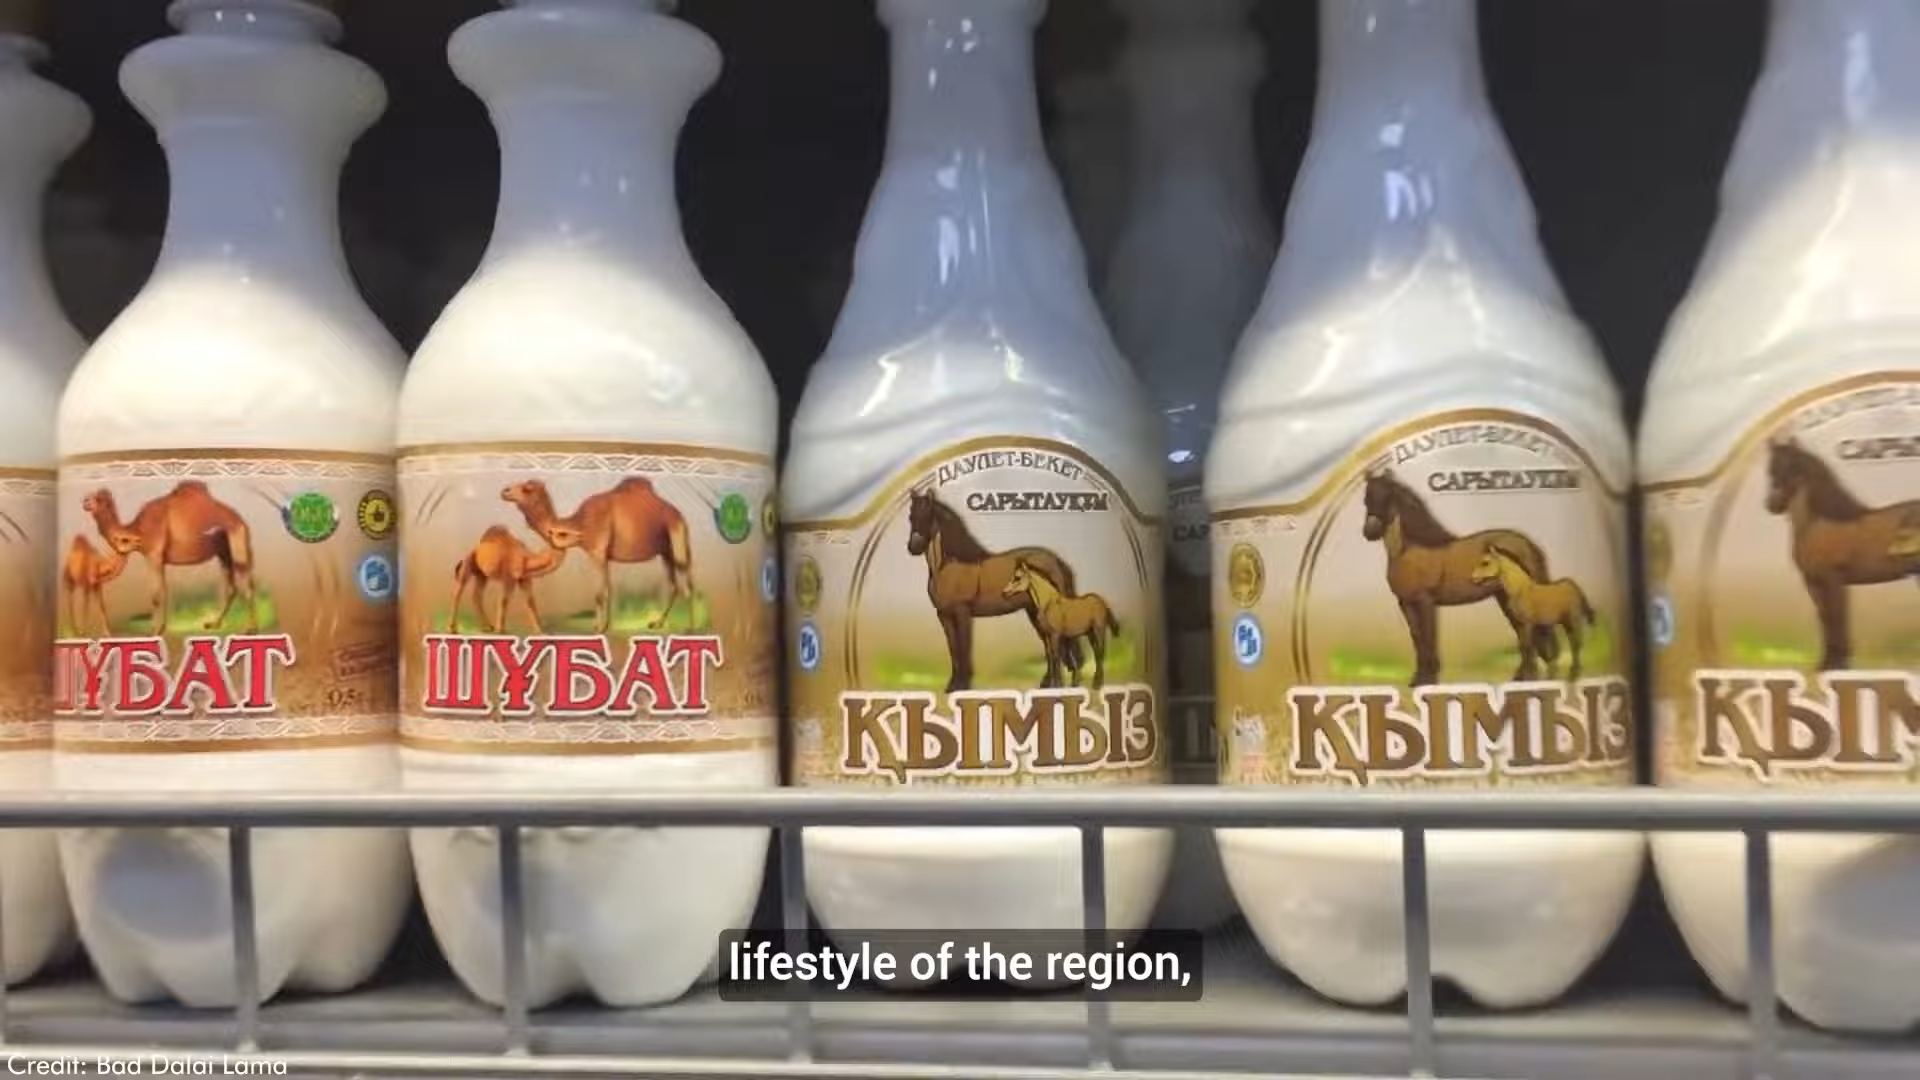 ШҰБАТ
ШҰБАТ
ДАУЛЕТ-БЕКЕТ
САРЫТАУҚЫМ
ҚЫМЫЗ
ДАУЛЕТ-БЕКЕТ
САРЫТАУҚЫМ
ҚЫМЫЗ
lifestyle of the region,
Credit: Bad Dalai Lama